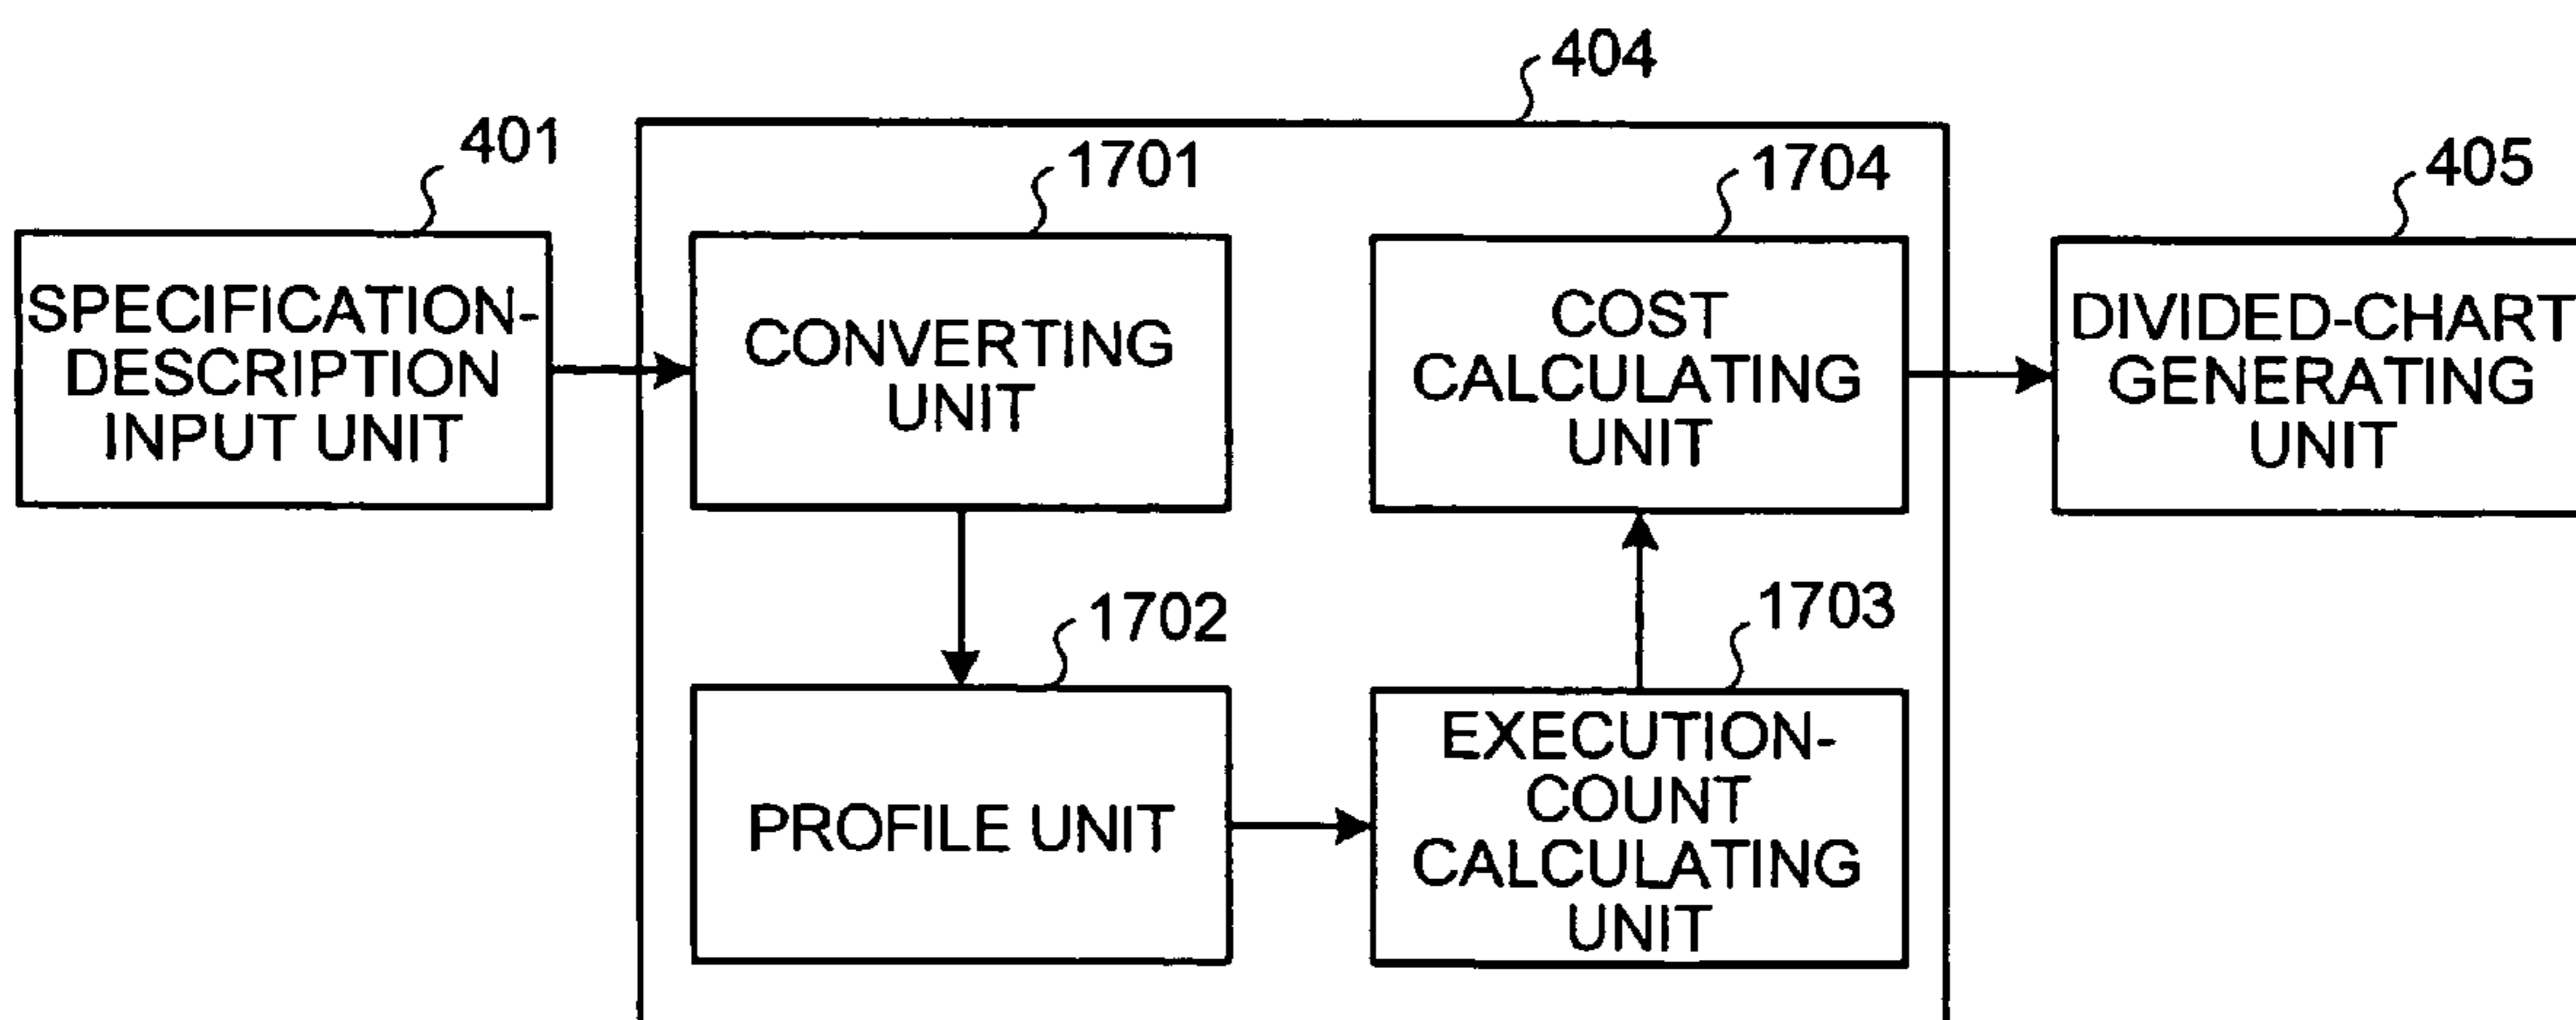 404
401
1701
1704
405
SPECIFICATION-
DESCRIPTION
INPUT UNIT
CONVERTING
UNIT
COST
CALCULATING
UNIT
DIVIDED-CHART
GENERATING
UNIT
1702
1703
PROFILE UNIT
EXECUTION-
COUNT
CALCULATING
UNIT